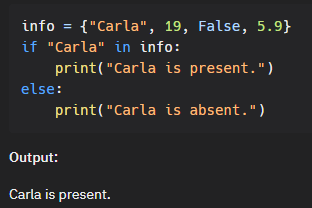 info = {"Carla", 19, False, 5.9}
if "Carla" in info:
    print("Carla is present.")
else:
    print("Carla is absent.")
Output:
Carla is present.